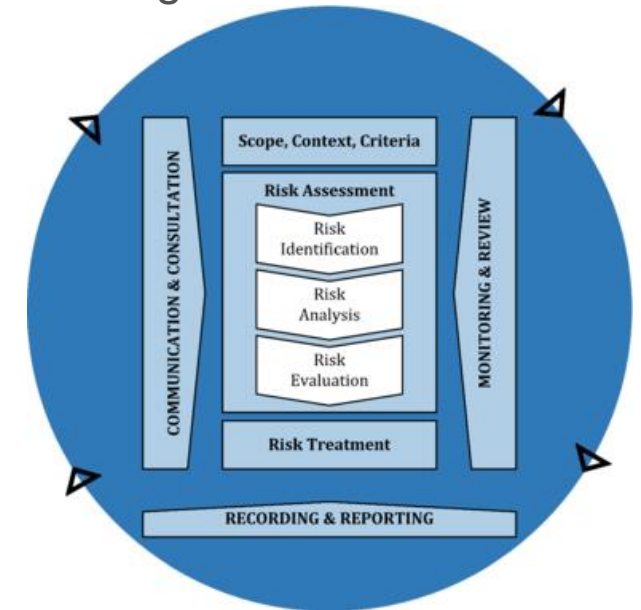 Scope, Context, Criteria
Risk Assessment
Risk
Identification
Risk
Analysis
Risk
Evaluation
Risk Treatment
COMMUNICATION & CONSULTATION
MONITORING & REVIEW
RECORDING & REPORTING